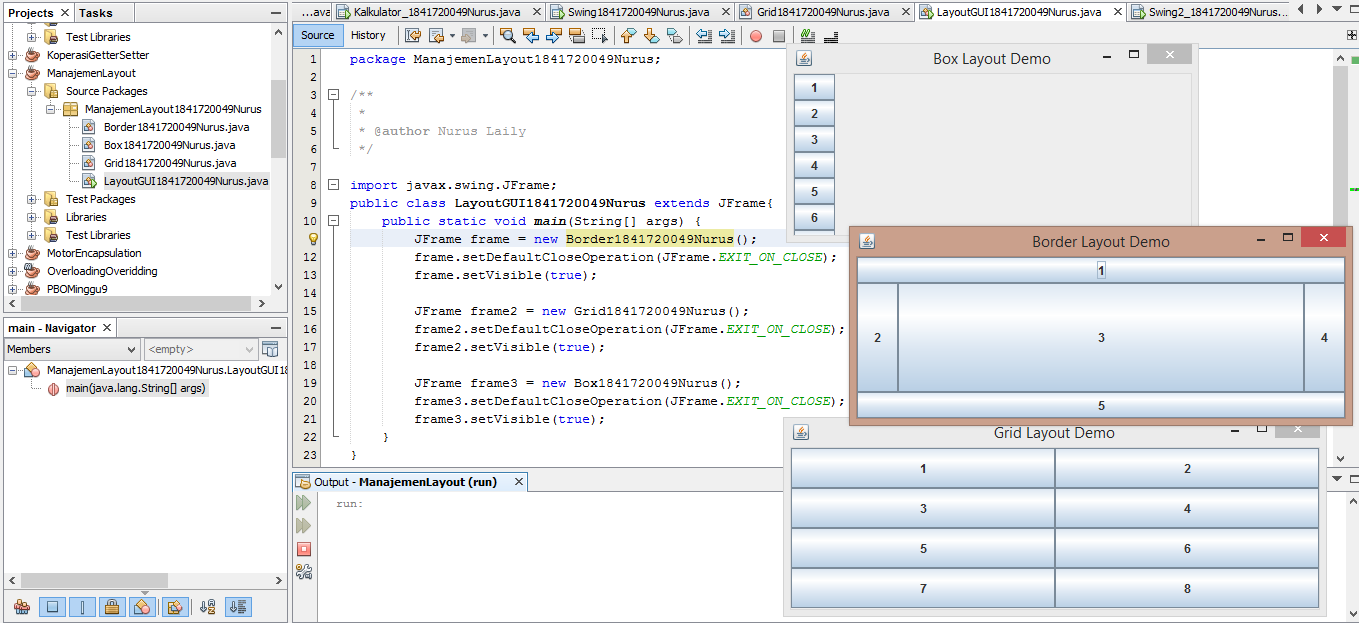 Projects
Tasks
Test Libraries
KoperasiGetterSetter
ManajemenLayout
Source Packages
ManajemenLayout1841720049Nurus
Border1841720049Nurus.java
Box1841720049Nurus.java
Grid1841720049Nurus.java
LayoutGUI1841720049Nurus.java
Test Packages
Libraries
Test Libraries
MotorEncapsulation
OverloadingOveridding
PBOMinggu9
main - Navigator
Members
<empty>
ManajemenLayout1841720049Nurus.LayoutGUI18
main(java.lang.String[] args)
...ava
Kalkulator_1841720049Nurus.java
Swing1841720049Nurus.java
Grid1841720049Nurus.java
LayoutGUI1841720049Nurus.java
Swing2_1841720049Nurus...
Source
History
1 package ManajemenLayout1841720049Nurus;
2
3 /**
4 *
5 * @author Nurus Laily
6 */
7
8 import javax.swing.JFrame;
9 public class LayoutGUI1841720049Nurus extends JFrame{
10 public static void main(String[] args) {
JFrame frame = new Border1841720049Nurus();
12 frame.setDefaultCloseOperation(JFrame.EXIT_ON_CLOSE);
13 frame.setVisible(true);
14
15 JFrame frame2 = new Grid1841720049Nurus();
16 frame2.setDefaultCloseOperation(JFrame.EXIT_ON_CLOSE);
17 frame2.setVisible(true);
18
19 JFrame frame3 = new Box1841720049Nurus();
20 frame3.setDefaultCloseOperation(JFrame.EXIT_ON_CLOSE);
21 frame3.setVisible(true);
22 }
23 }
Output - ManajemenLayout (run)
run:
Box Layout Demo
1
2
3
4
5
6
Border Layout Demo
1
2 3 4
5
Grid Layout Demo
1 2
3 4
5 6
7 8